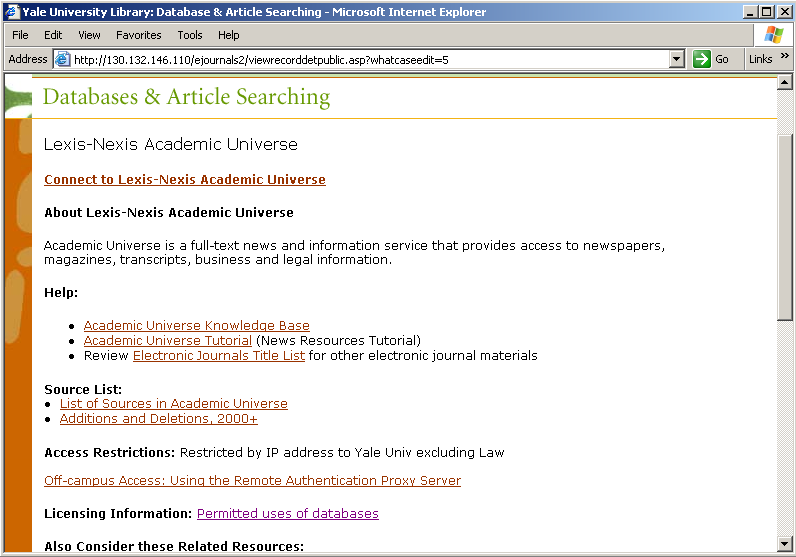 Yale University Library: Database & Article Searching - Microsoft Internet Explorer
File Edit View Favorites Tools Help
Address http://130.132.146.110/ejournals2/viewrecorddetpublic.asp?whatcaseedit=5 Go Links »
Databases & Article Searching
Lexis-Nexis Academic Universe
Connect to Lexis-Nexis Academic Universe
About Lexis-Nexis Academic Universe
Academic Universe is a full-text news and information service that provides access to newspapers,
magazines, transcripts, business and legal information.
Help:
• Academic Universe Knowledge Base
• Academic Universe Tutorial (News Resources Tutorial)
• Review Electronic Journals Title List for other electronic journal materials
Source List:
• List of Sources in Academic Universe
• Additions and Deletions, 2000+
Access Restrictions: Restricted by IP address to Yale Univ excluding Law
Off-campus Access: Using the Remote Authentication Proxy Server
Licensing Information: Permitted uses of databases
Also Consider these Related Resources: